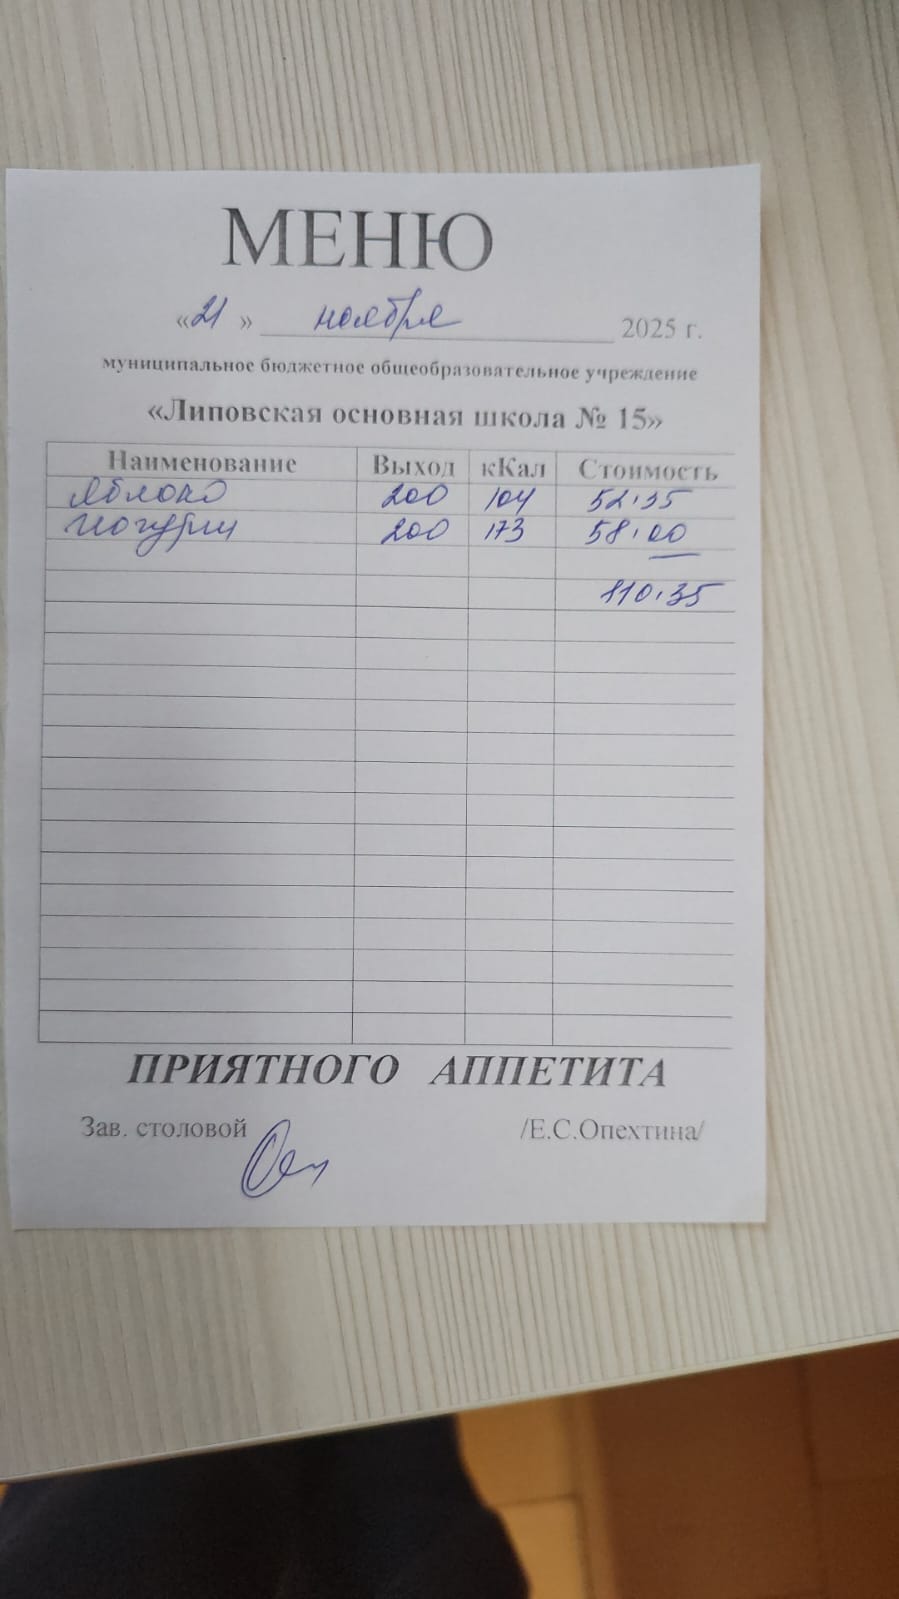 МЕНЮ
«21» ноября 2025 г.
муниципальное бюджетное общеобразовательное учреждение
«Липовская основная школа № 15»
Наименование Выход кКал Стоимость
Яблоко 200 104 52.35
Йогурт 200 173 58.00
110.35
ПРИЯТНОГО АППЕТИТА
Зав. столовой /Е.С.Опехтина/